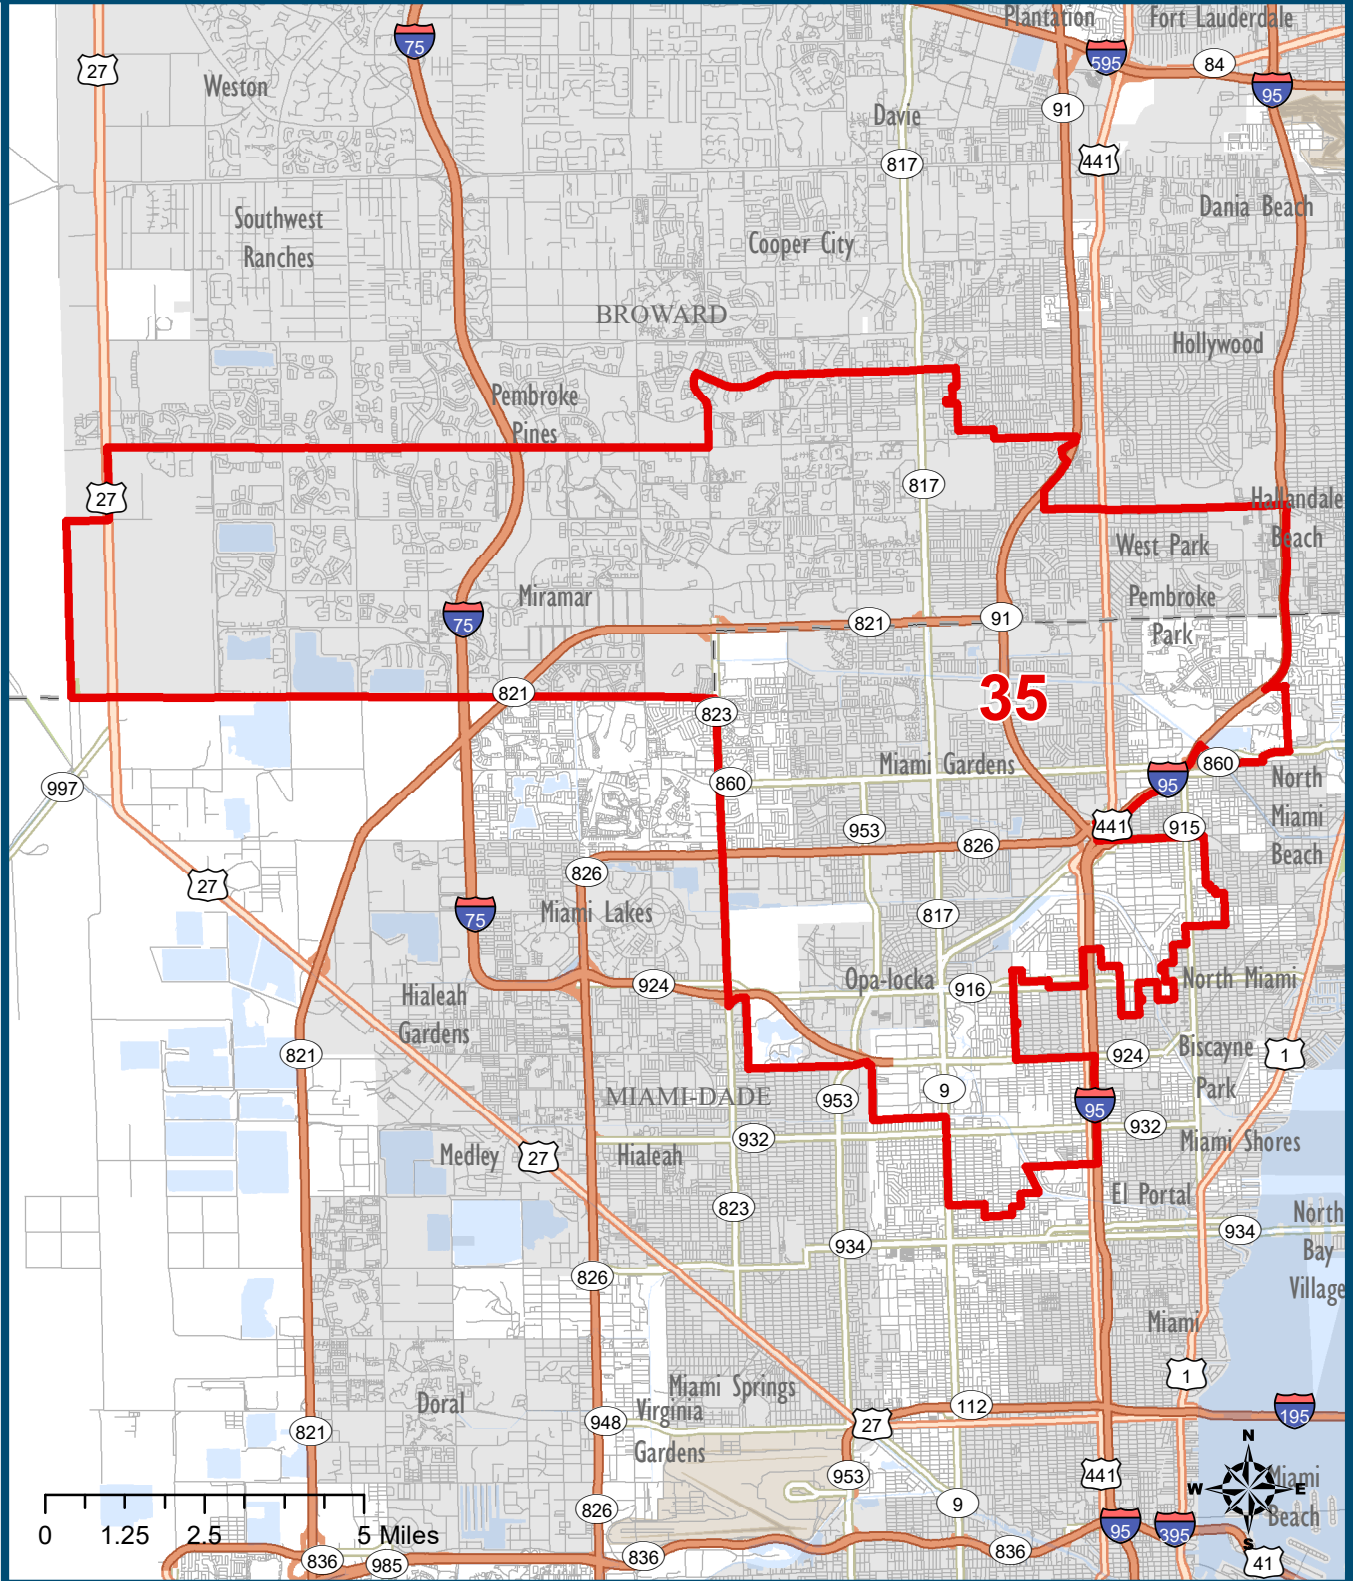 Plantation
Fort Lauderdale
75
27
595
84
95
Weston
91
Davie
441
817
Dania Beach
Southwest
Ranches
Cooper City
BROWARD
Hollywood
Pembroke
Pines
817
27
Hallandale
Beach
West Park
Miramar
Pembroke
Park
75
821
91
35
821
823
997
860
Miami Gardens
860
95
North
Miami
Beach
953
441
915
826
826
27
75
Miami Lakes
817
Opa-locka
916
North Miami
924
Hialeah
Gardens
821
924
Biscayne
Park
1
MIAMI-DADE
953
9
95
932
932
Miami Shores
Medley
27
Hialeah
El Portal
823
934
934
North
Bay
Village
826
Miami
1
Miami Springs
Doral
948
Virginia
Gardens
27
112
195
821
953
441
N
W
E
S
Miami
Beach
826
9
0
1.25
2.5
5 Miles
95
395
836
985
836
836
41